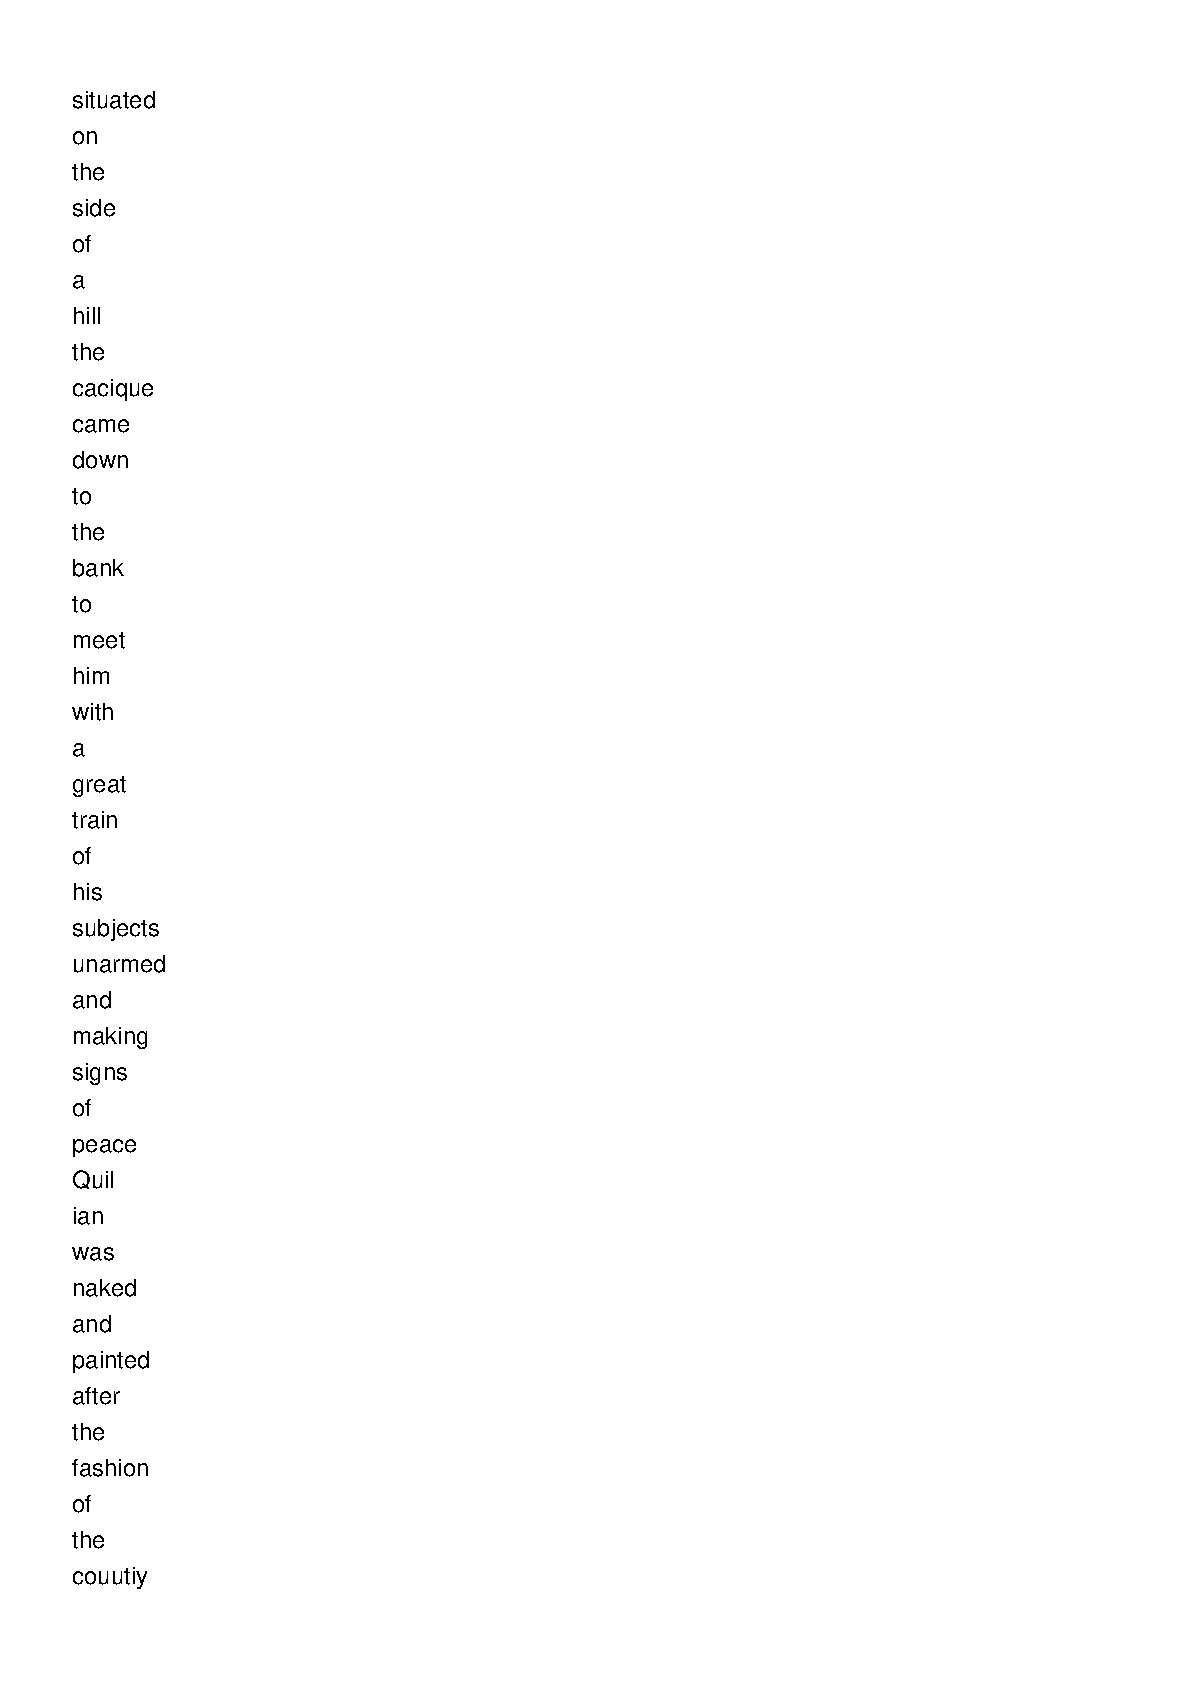 situated
on
the
side
of
a
hill
the
cacique
came
down
to
the
bank
to
meet
him
with
a
great
train
of
his
subjects
unarmed
and
making
signs
of
peace
Quil
ian
was
naked
and
painted
after
the
fashion
of
the
couutiy